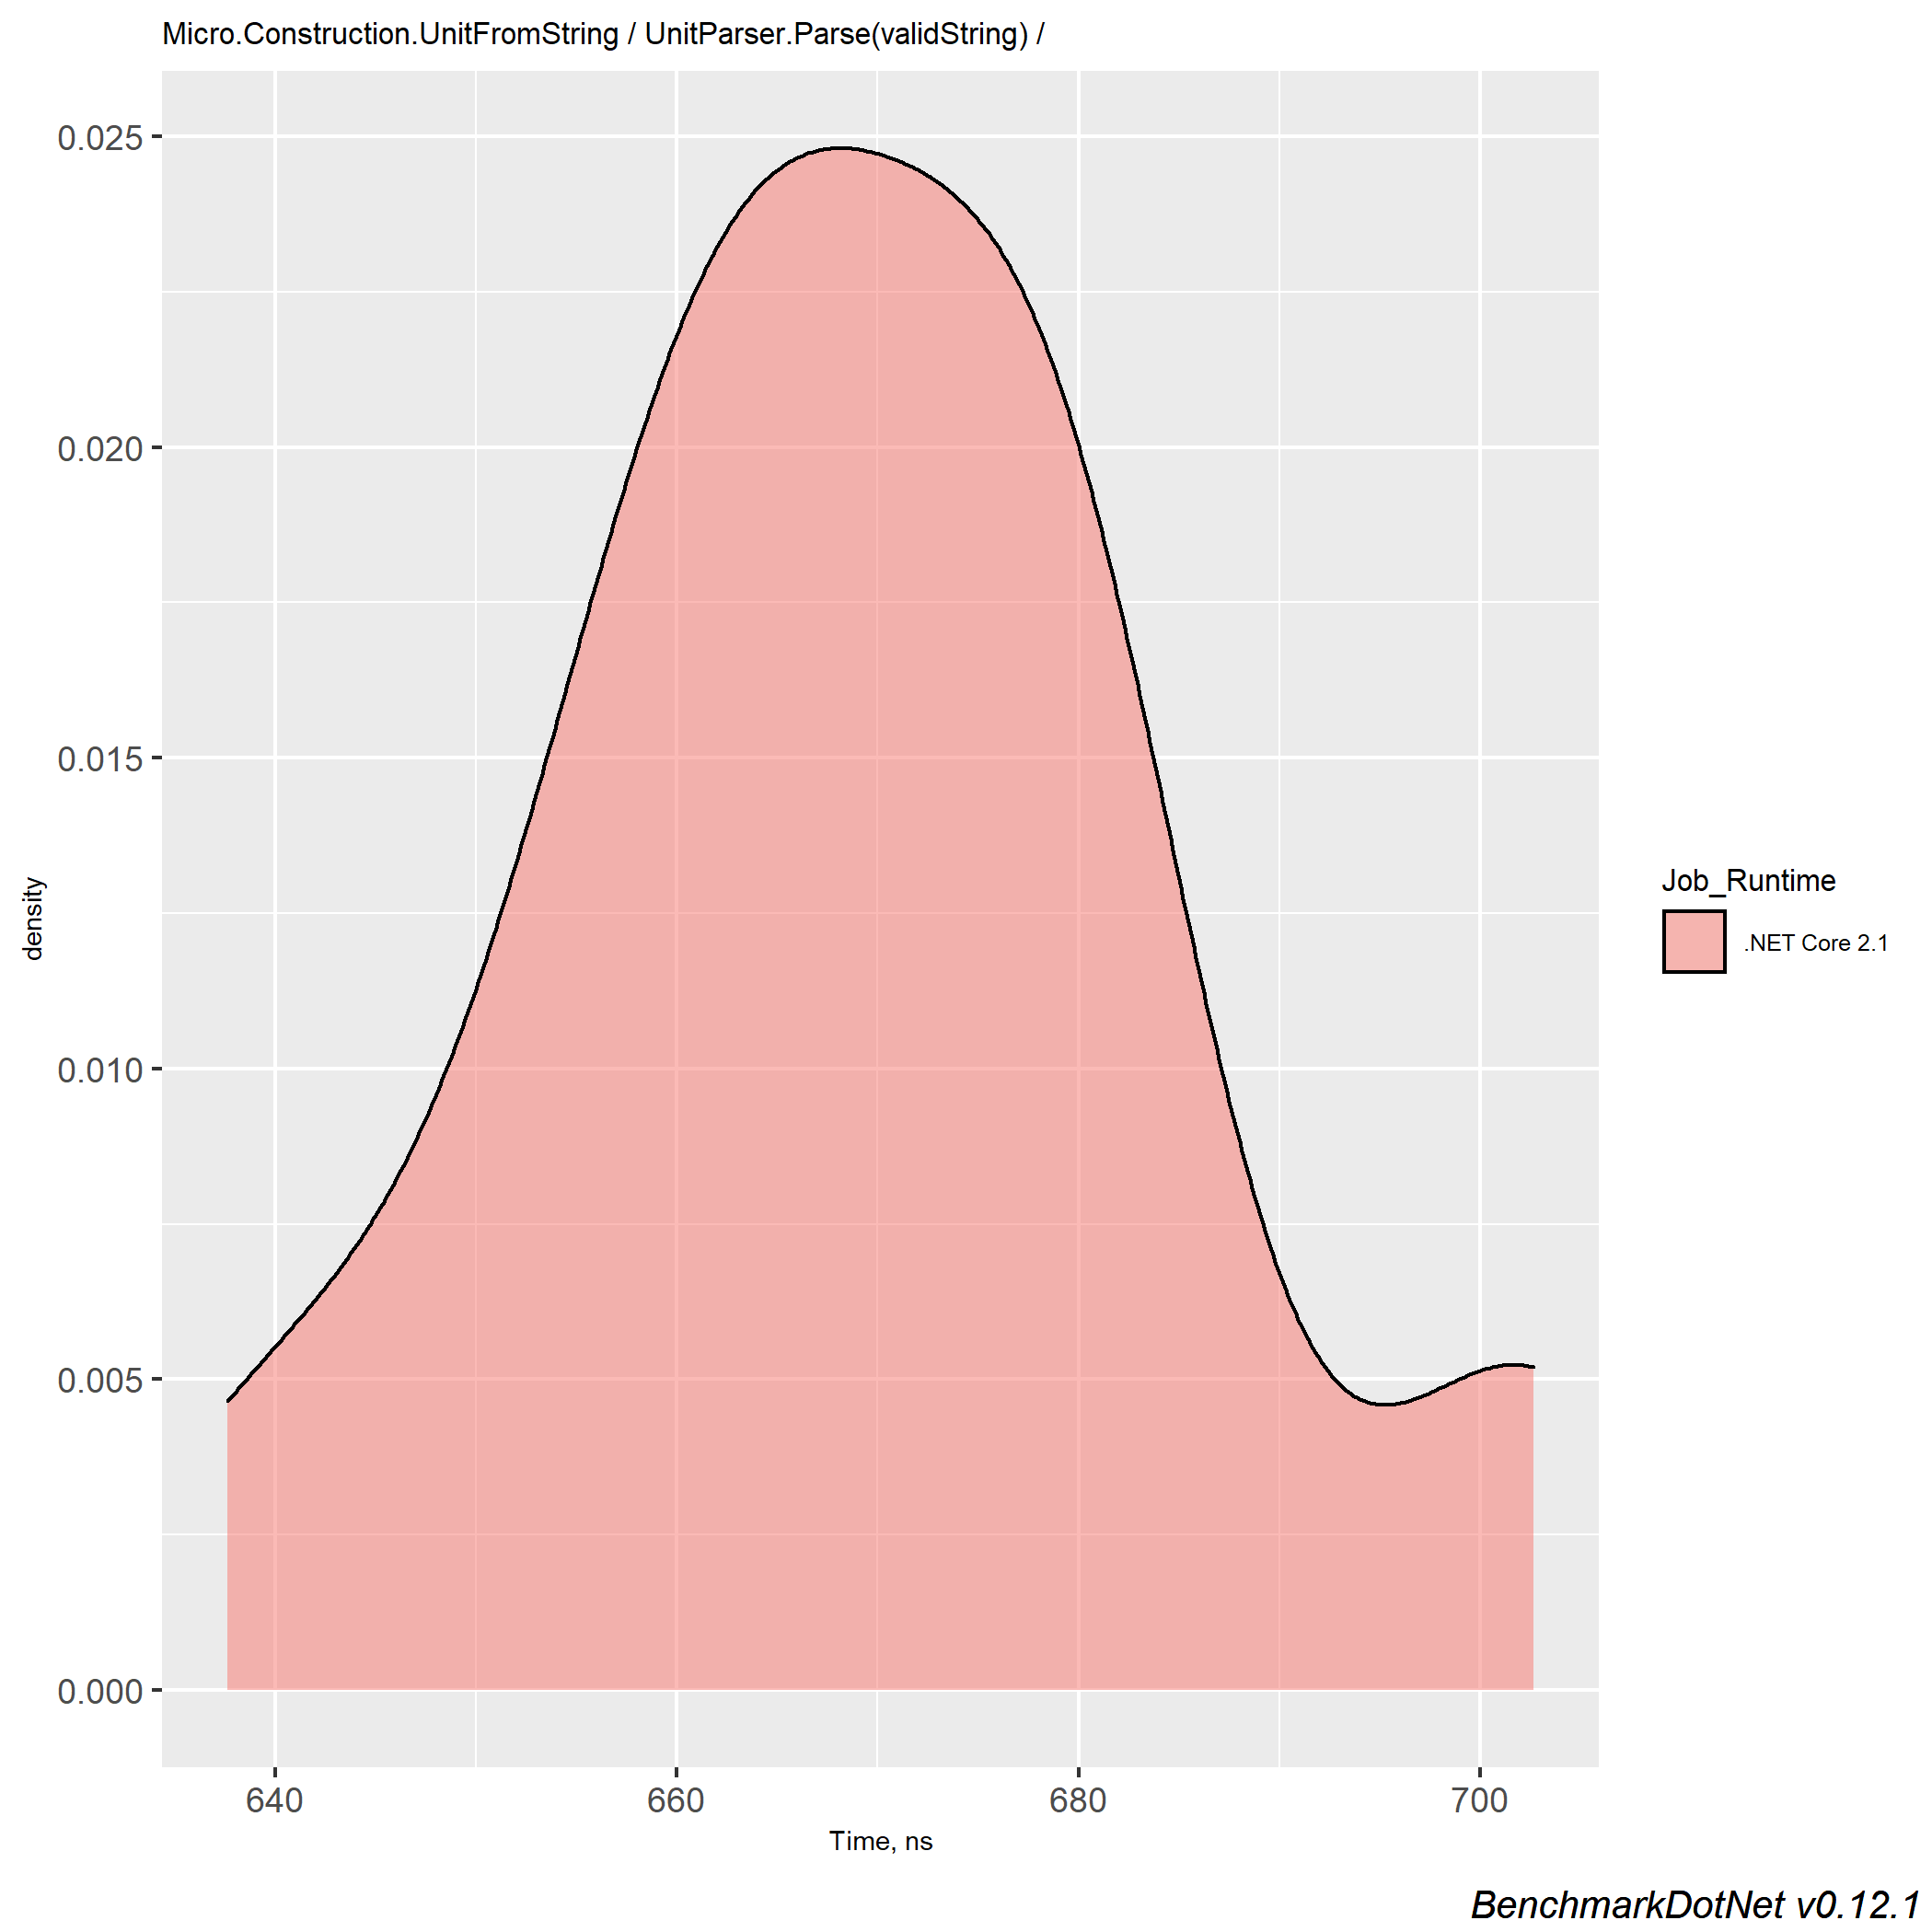 Micro.Construction.UnitFromString / UnitParser.Parse(validString) /
0.025
0.020
0.015
0.010
0.005
0.000
density
640 660 680 700
Time, ns
Job_Runtime
.NET Core 2.1
BenchmarkDotNet v0.12.1